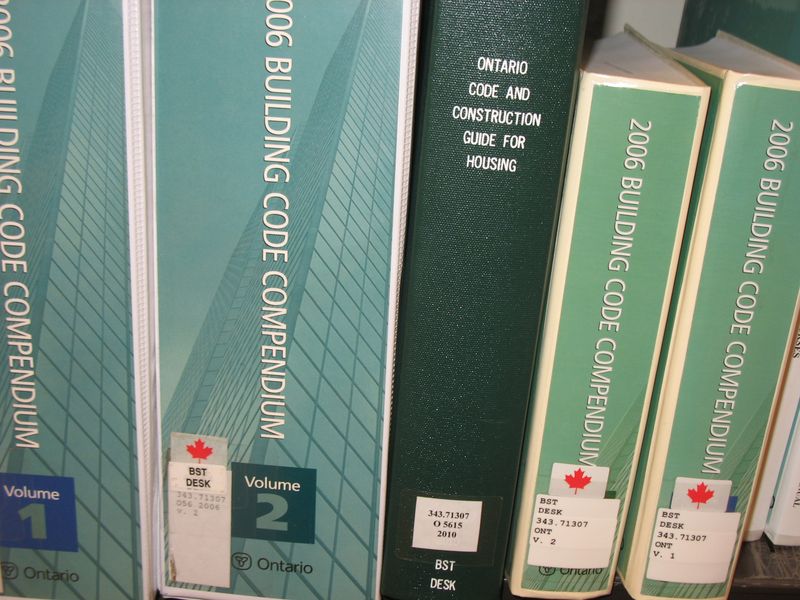 2006 BUILDING CODE COMPENDIUM
Volume
1
Ontario
2006 BUILDING CODE COMPENDIUM
BST
DESK
343.71307
O56 2006
v. 2
Volume
2
Ontario
ONTARIO
CODE AND
CONSTRUCTION
GUIDE FOR
HOUSING
343.71307
O 5615
2010
BST
DESK
2006 BUILDING CODE COMPENDIUM
BST
DESK
343.71307
ONT
V. 2
Ontario
2006 BUILDING CODE COMPENDIUM
BST
DESK
343.71307
ONT
V. 1